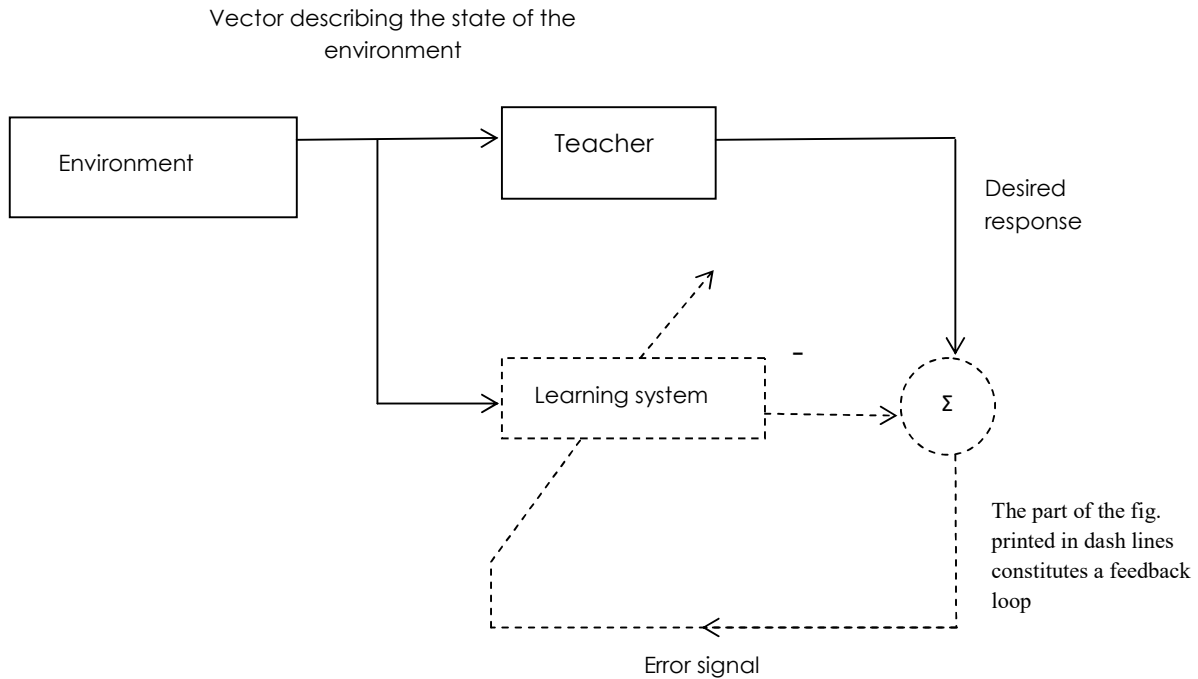 Vector describing the state of the
environment
Environment
Teacher
Desired
response
–
Learning system
Σ
The part of the fig.
printed in dash lines
constitutes a feedback
loop
Error signal